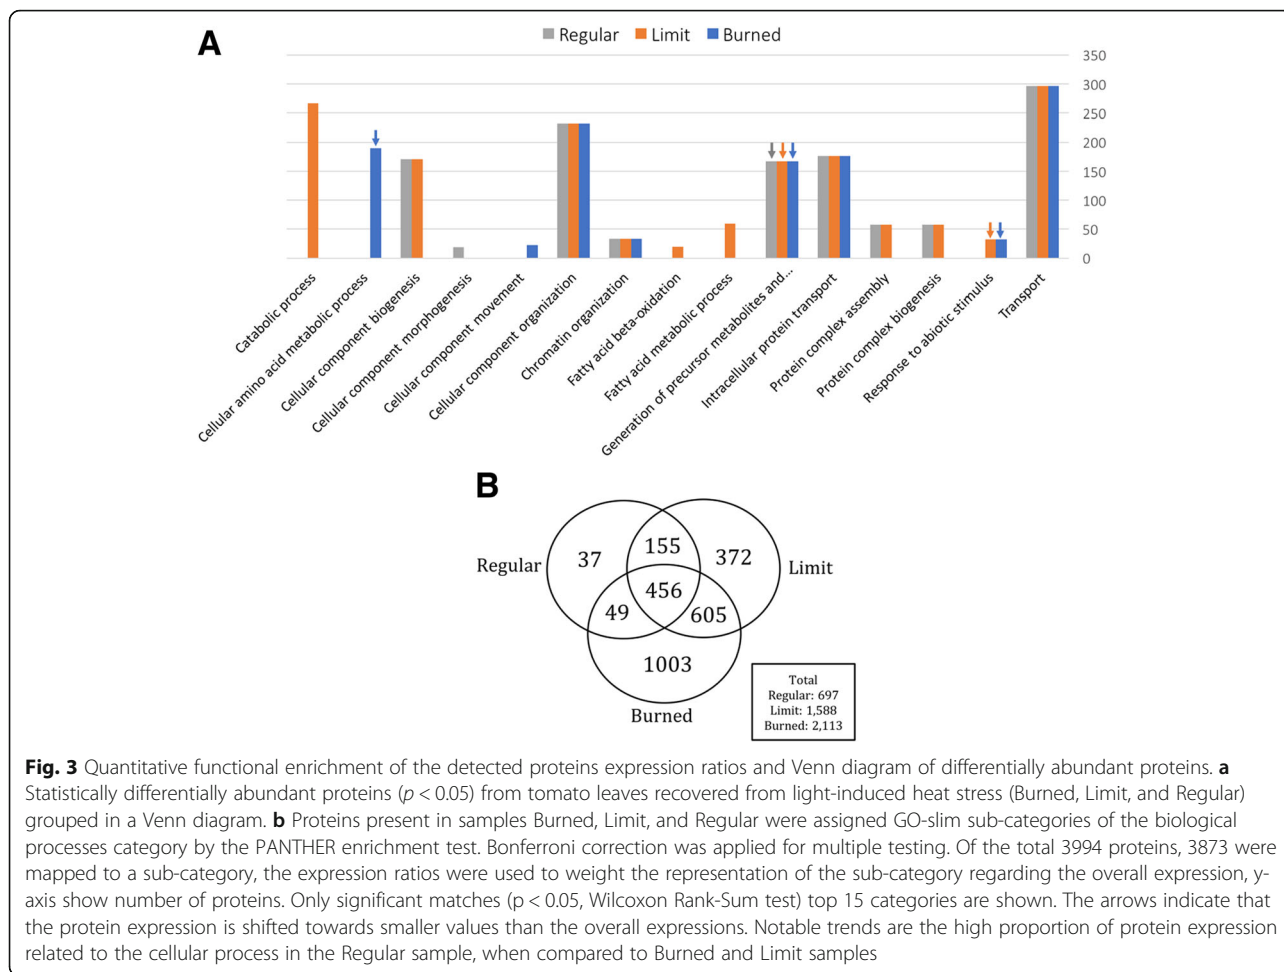 A
Regular Limit Burned
350
300
250
200
150
100
50
0
Catabolic process
Cellular amino acid metabolic process
Cellular component biogenesis
Cellular component morphogenesis
Cellular component movement
Cellular component organization
Chromatin organization
Fatty acid beta-oxidation
Fatty acid metabolic process
Generation of precursor metabolites and...
Intracellular protein transport
Protein complex assembly
Protein complex biogenesis
Response to abiotic stimulus
Transport
B
Regular
37
155
372
Limit
456
49
605
1003
Burned
Total
Regular: 697
Limit: 1,588
Burned: 2,113
Fig. 3 Quantitative functional enrichment of the detected proteins expression ratios and Venn diagram of differentially abundant proteins. a
Statistically differentially abundant proteins (p < 0.05) from tomato leaves recovered from light-induced heat stress (Burned, Limit, and Regular)
grouped in a Venn diagram. b Proteins present in samples Burned, Limit, and Regular were assigned GO-slim sub-categories of the biological
processes category by the PANTHER enrichment test. Bonferroni correction was applied for multiple testing. Of the total 3994 proteins, 3873 were
mapped to a sub-category, the expression ratios were used to weight the representation of the sub-category regarding the overall expression, y-
axis show number of proteins. Only significant matches (p < 0.05, Wilcoxon Rank-Sum test) top 15 categories are shown. The arrows indicate that
the protein expression is shifted towards smaller values than the overall expressions. Notable trends are the high proportion of protein expression
related to the cellular process in the Regular sample, when compared to Burned and Limit samples